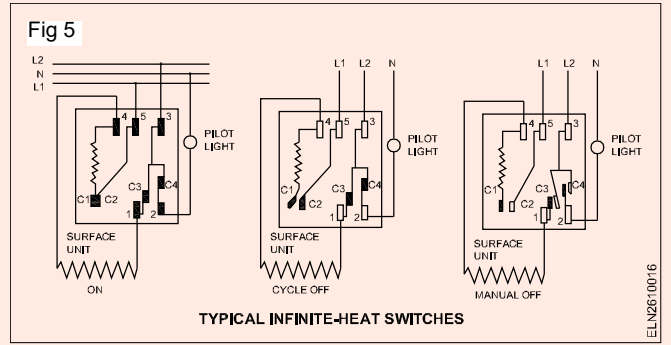 Fig 5
L2
N
L1
4 5 3
PILOT
LIGHT
C1 C2 C3 C4
1 2
SURFACE
UNIT
ON
L1 L2 N
4 5 3
PILOT
LIGHT
C1 C2 C3 C4
1 2
SURFACE
UNIT
CYCLE OFF
L1 L2 N
4 5 3
PILOT
LIGHT
C1 C2 C3 C4
1 2
SURFACE
UNIT
MANUAL OFF
TYPICAL INFINITE-HEAT SWITCHES
ELN2610016